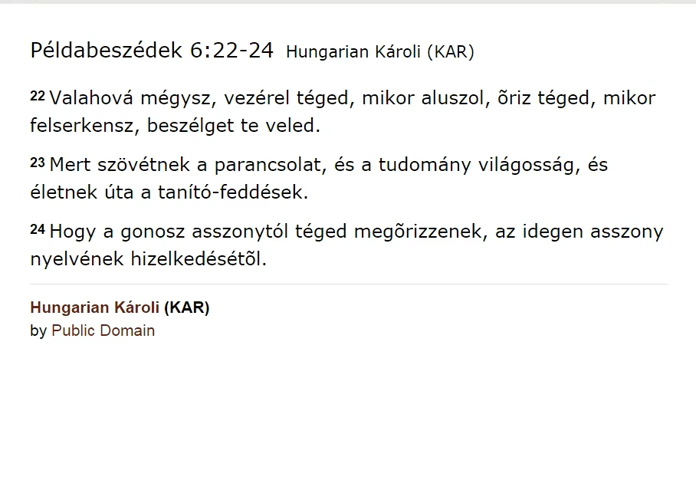 Példabeszédek 6:22-24 Hungarian Károli (KAR)
22 Valahová mégysz, vezérel téged, mikor aluszol, õriz téged, mikor
felserkensz, beszélget te veled.
23 Mert szövétnek a parancsolat, és a tudomány világosság, és
életnek úta a tanító-feddések.
24 Hogy a gonosz asszonytól téged megõrizzenek, az idegen asszony
nyelvének hizelkedésétõl.
Hungarian Károli (KAR)
by Public Domain